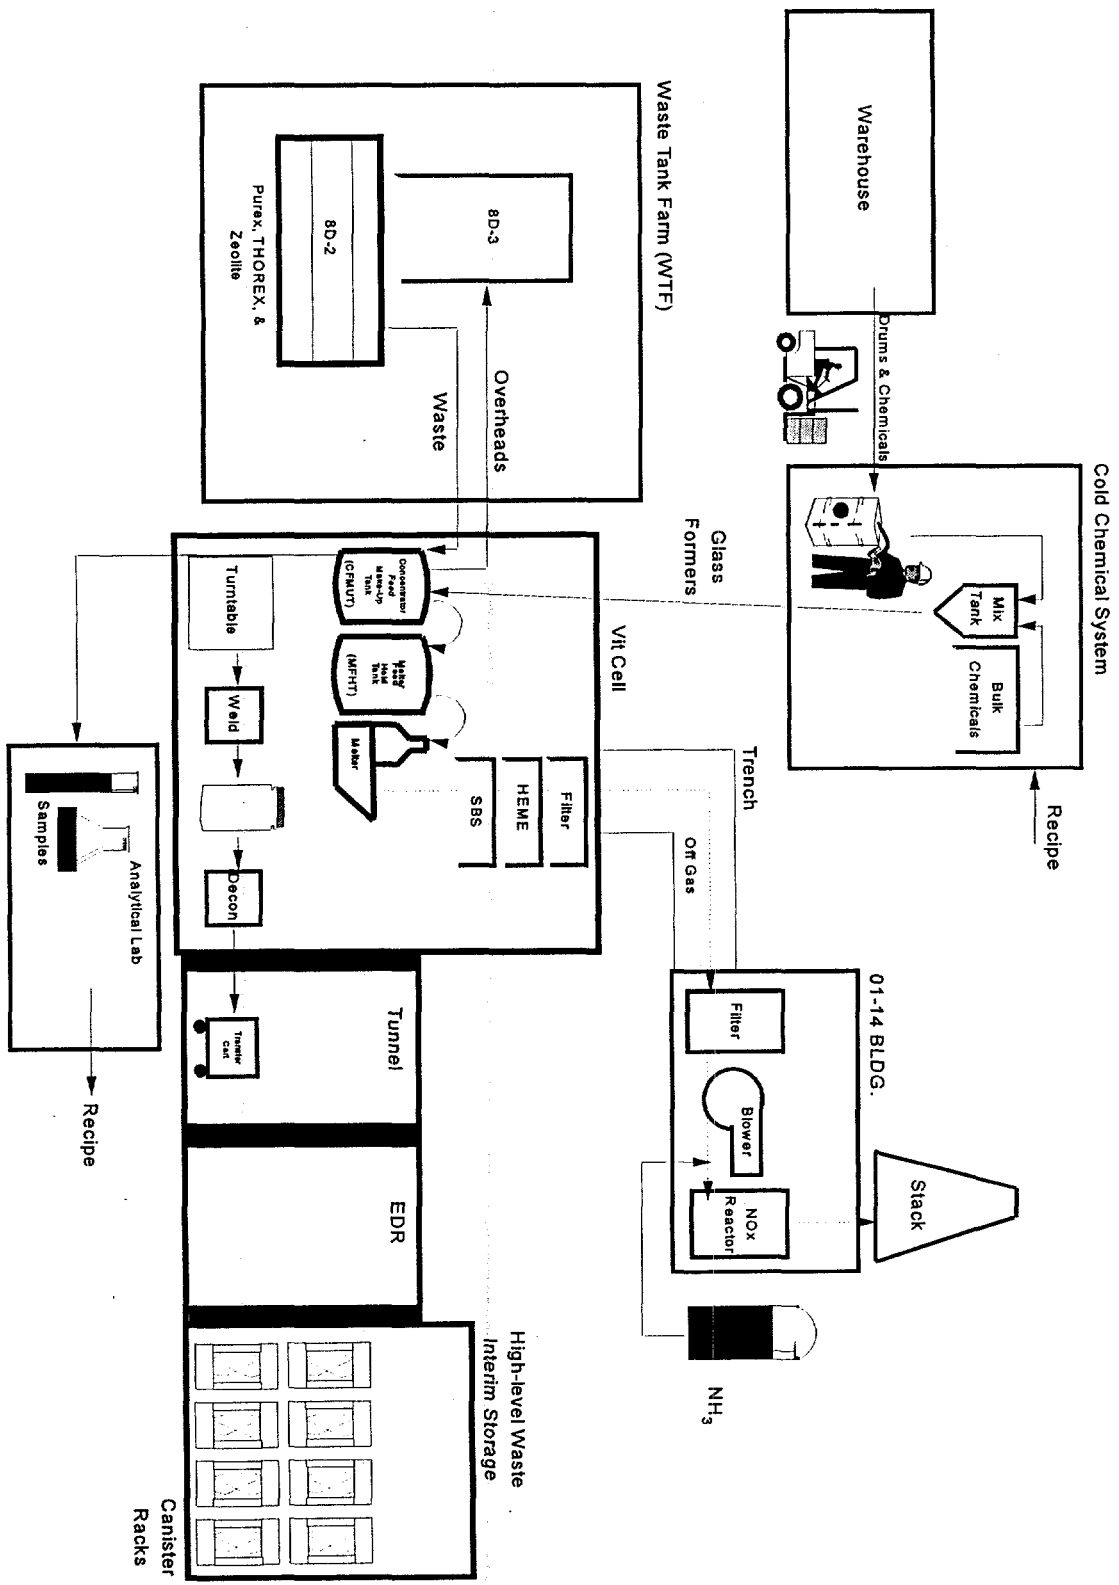 Warehouse
Drums & Chemicals
Cold Chemical System
Mix
Tank
Bulk
Chemicals
Recipe
Glass
Formers
Waste Tank Farm (WTF)
8D-3
8D-2
Purex, THOREX, &
Zeolite
Overheads
Waste
Vit Cell
Concentrator
Feed
Make-Up
Tank
(CFMUT)
Melter
Feed
Hold
Tank
(MFHT)
Melter
SBS
HEME
Filter
Turntable
Weld
Decon
Trench
Off Gas
01-14 BLDG.
Filter
Blower
NOx
Reactor
Stack
NH3
Tunnel
Transfer
Cart
EDR
High-level Waste
Interim Storage
Canister
Racks
Samples
Analytical Lab
Recipe